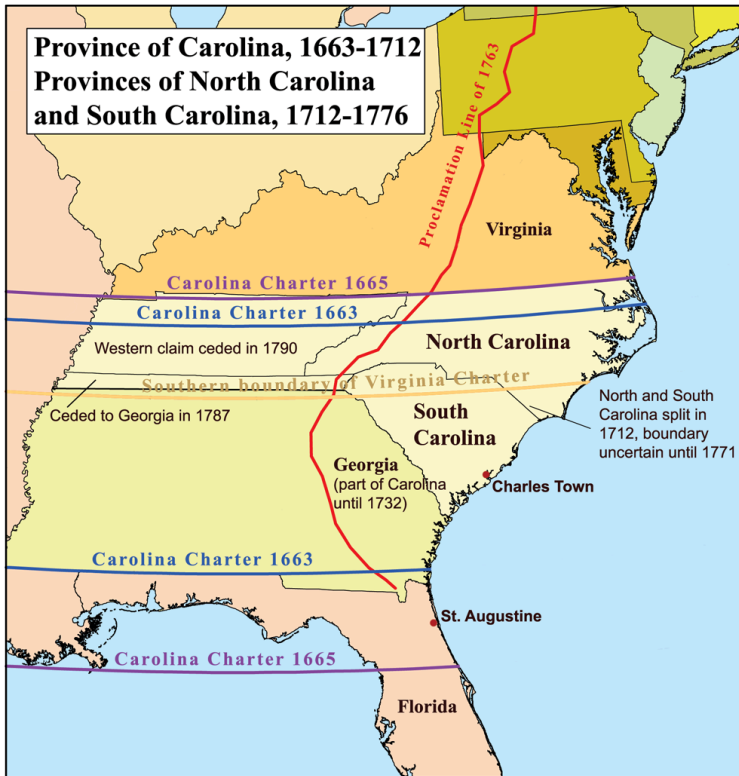 Province of Carolina, 1663-1712
Provinces of North Carolina
and South Carolina, 1712-1776
Proclamation Line of 1763
Virginia
Carolina Charter 1665
Carolina Charter 1663
North Carolina
Western claim ceded in 1790
Southern boundary of Virginia Charter
Ceded to Georgia in 1787
South
Carolina
North and South
Carolina split in
1712, boundary
uncertain until 1771
Georgia
(part of Carolina
until 1732)
Charles Town
Carolina Charter 1663
St. Augustine
Carolina Charter 1665
Florida